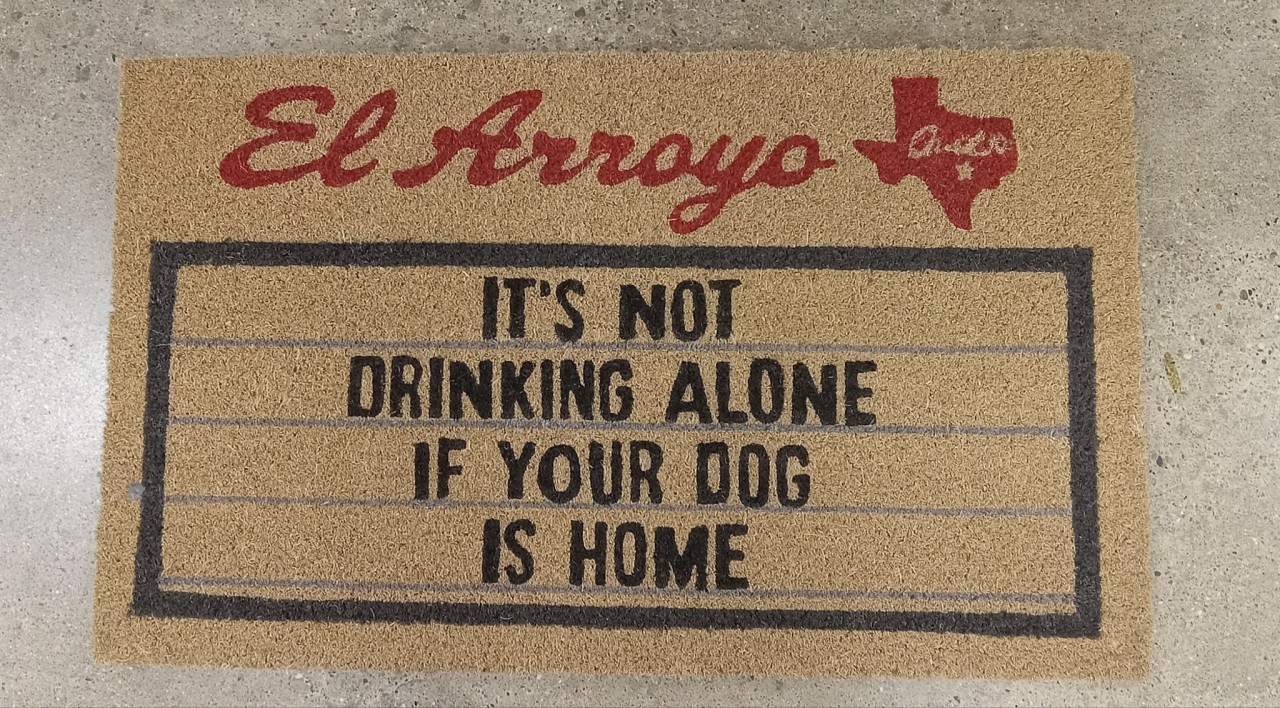 El Arroyo
IT'S NOT
DRINKING ALONE
IF YOUR DOG
IS HOME